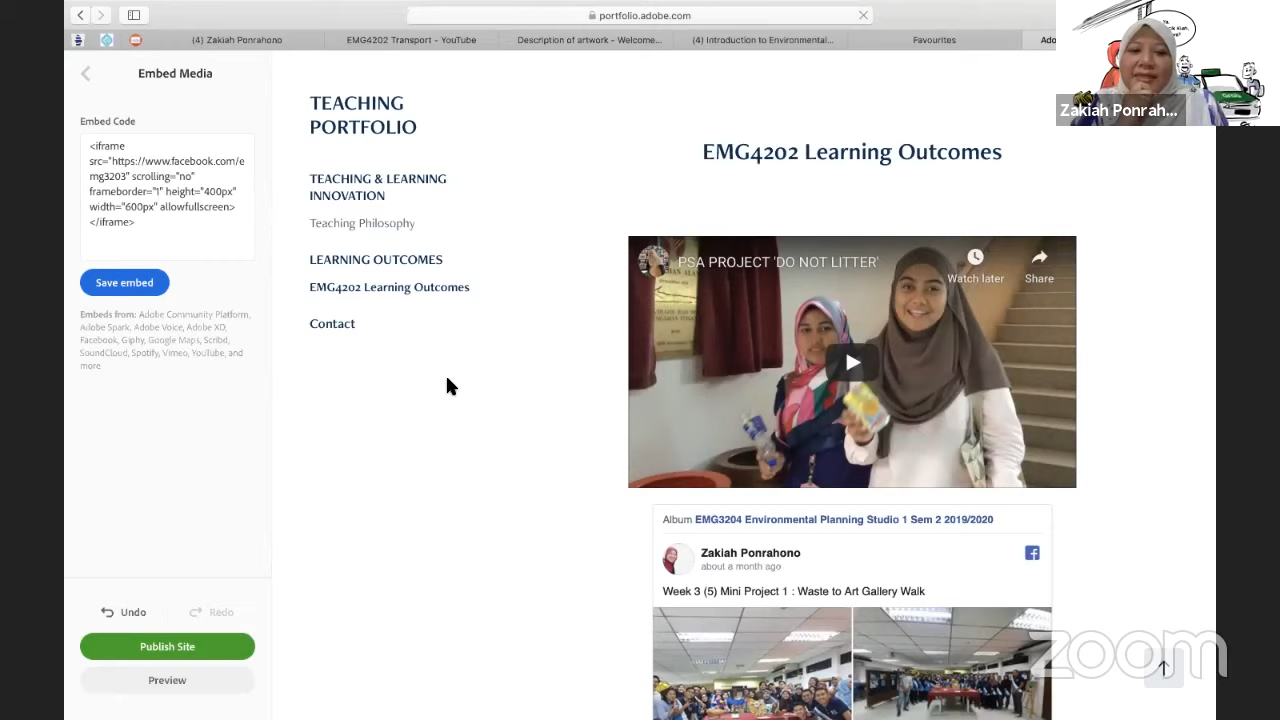 portfolio.adobe.com
(4) Zakiah Ponrahono
EMG4202 Transport - YouTube
Description of artwork - Welcome...
(4) Introduction to Environmental...
Favourites
Ado
Zakiah Ponrah...
Embed Media
Embed Code
<iframe
src="https://www.facebook.com/e
mg3203" scrolling="no"
frameborder="1" height="400px"
width="600px" allowfullscreen>
</iframe>
Save embed
Embeds from: Adobe Community Platform,
Adobe Spark, Adobe Voice, Adobe XD,
Facebook, Giphy, Google Maps, Scribd,
SoundCloud, Spotify, Vimeo, YouTube, and
more
Undo
Redo
Publish Site
Preview
TEACHING
PORTFOLIO
TEACHING & LEARNING
INNOVATION
Teaching Philosophy
LEARNING OUTCOMES
EMG4202 Learning Outcomes
Contact
EMG4202 Learning Outcomes
PSA PROJECT 'DO NOT LITTER'
Watch later
Share
Album EMG3204 Environmental Planning Studio 1 Sem 2 2019/2020
Zakiah Ponrahono
about a month ago
Week 3 (5) Mini Project 1 : Waste to Art Gallery Walk
zoom